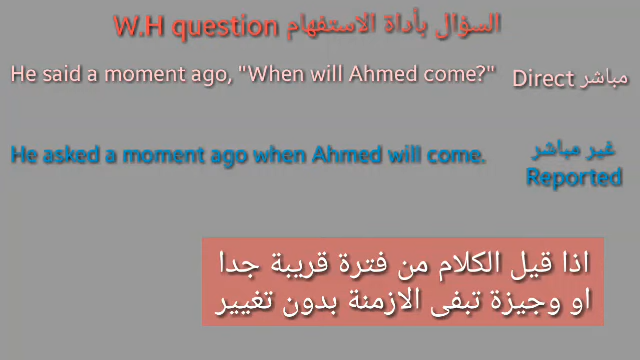 W.H question السؤال بأداة الاستفهام
He said a moment ago, "When will Ahmed come?" Direct مباشر
He asked a moment ago when Ahmed will come. غير مباشر
Reported
اذا قيل الكلام من فترة قريبة جدا
او وجيزة تبفى الازمنة بدون تغيير